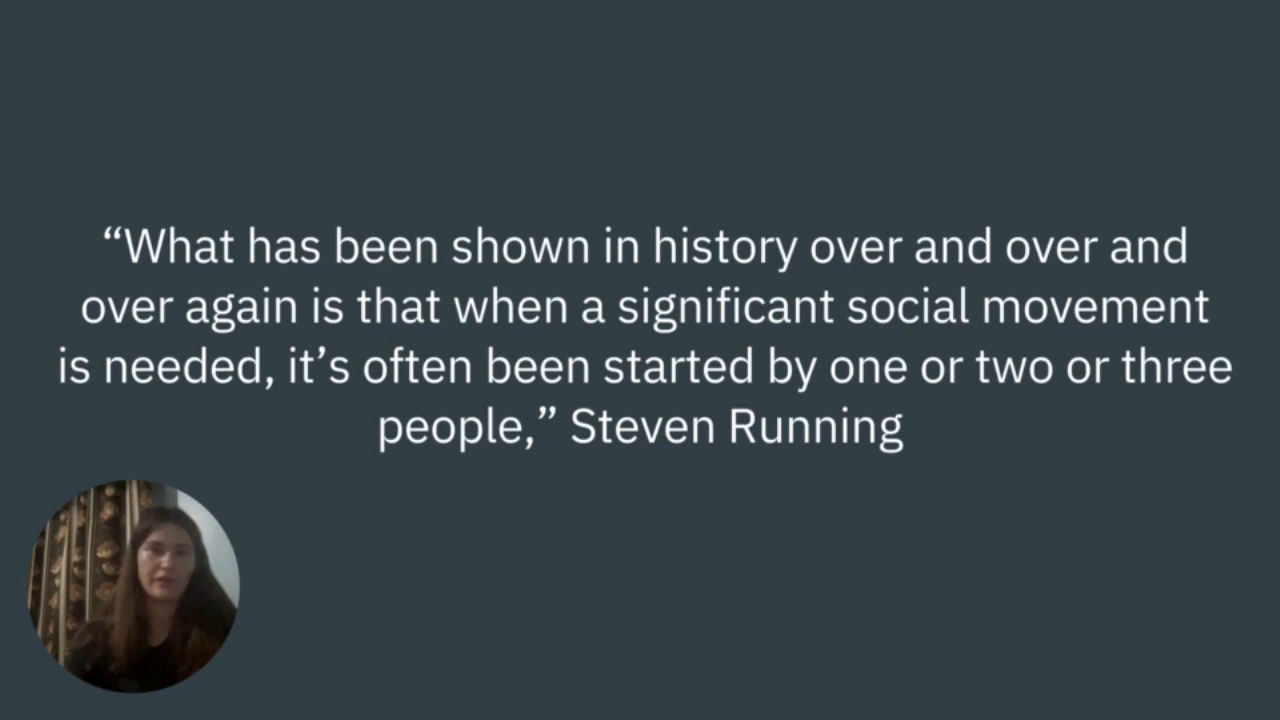 “What has been shown in history over and over and
over again is that when a significant social movement
is needed, it’s often been started by one or two or three
people,” Steven Running